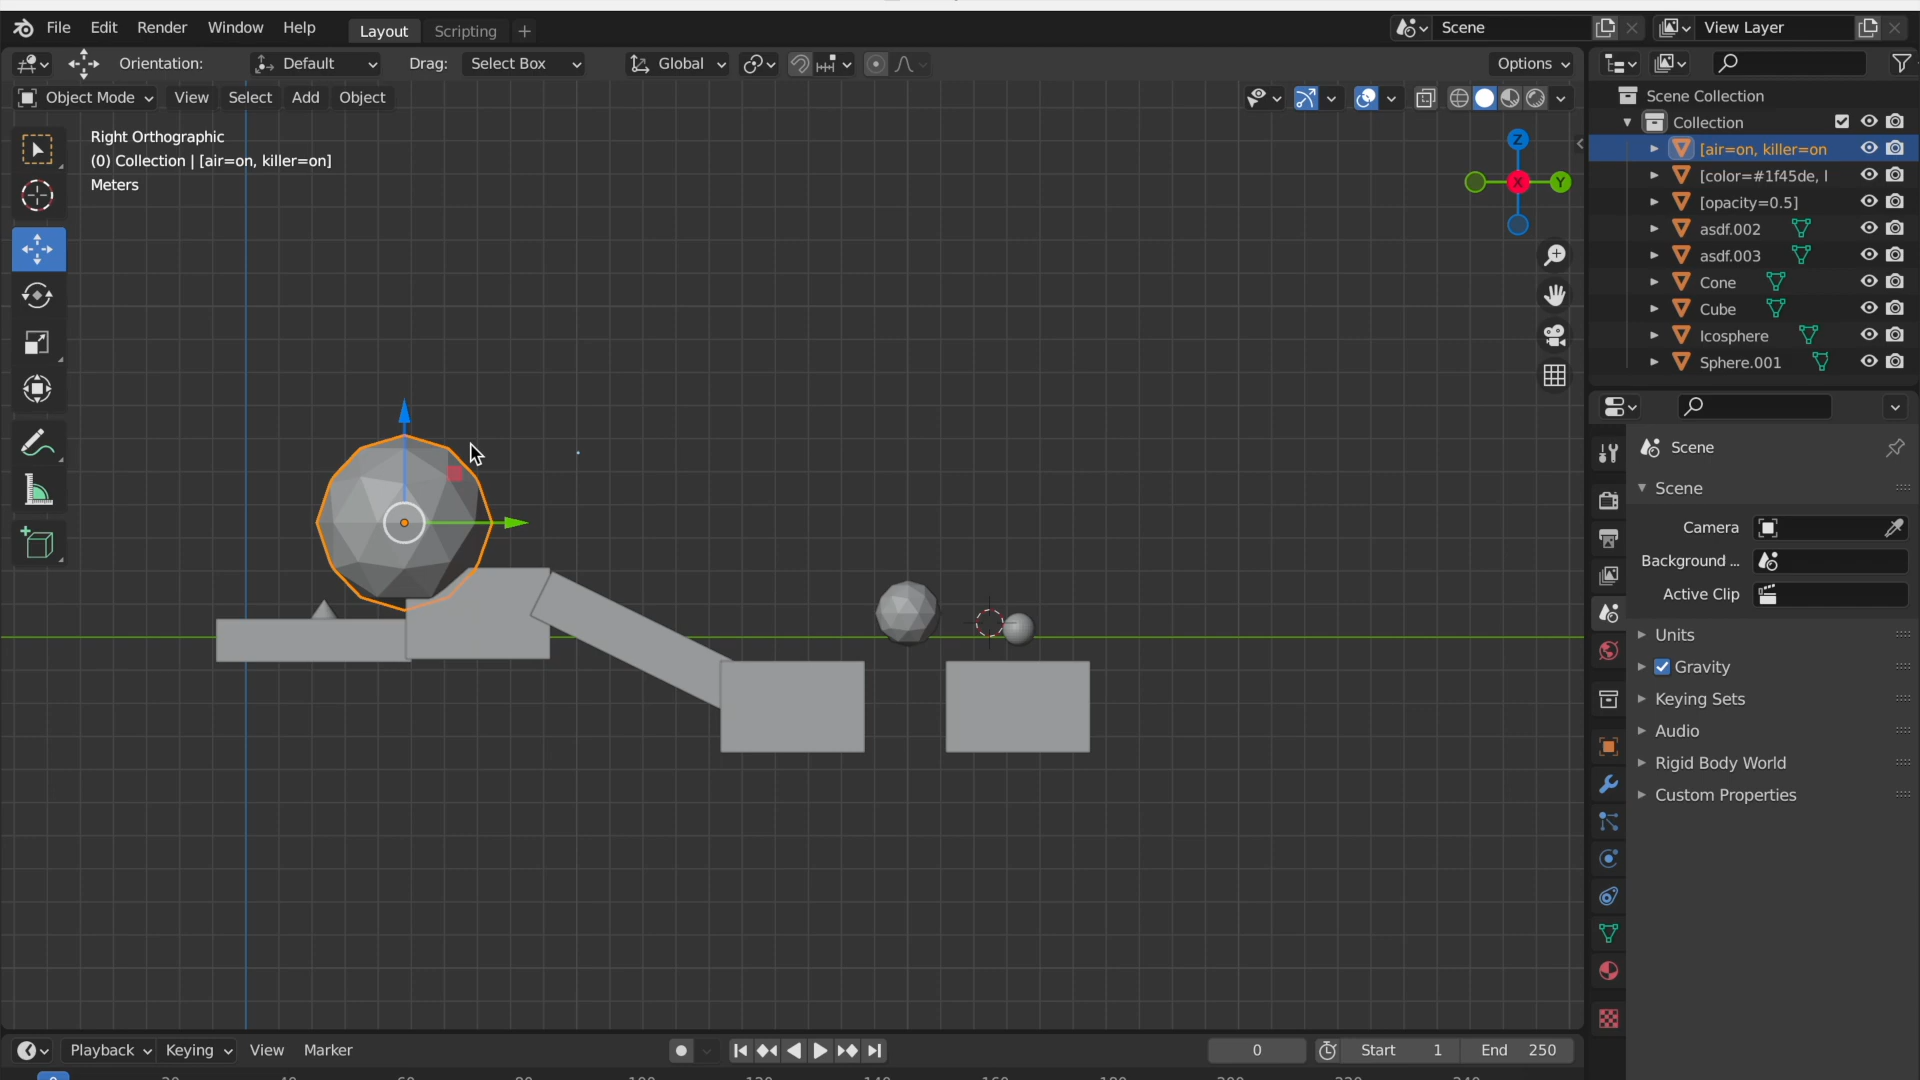 File Edit Render Window Help Layout Scripting + Scene View Layer
Orientation: Default Drag: Select Box Global Options
Object Mode View Select Add Object
Right Orthographic
(0) Collection | [air=on, killer=on]
Meters
Z
X Y
Scene Collection
Collection
[air=on, killer=on
[color=#1f45de, l
[opacity=0.5]
asdf.002
asdf.003
Cone
Cube
Icosphere
Sphere.001
Scene
Scene
Camera
Background ...
Active Clip
Units
Gravity
Keying Sets
Audio
Rigid Body World
Custom Properties
Playback Keying View Marker 0 Start 1 End 250